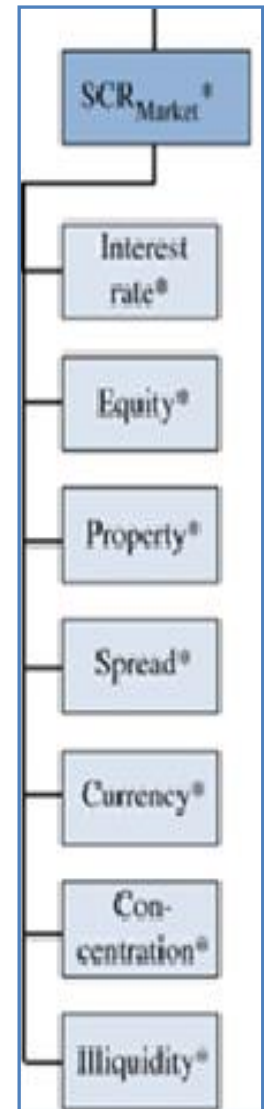 SCRMarket*
Interest
rate*
Equity*
Property*
Spread*
Currency*
Con-
centration*
Illiquidity*